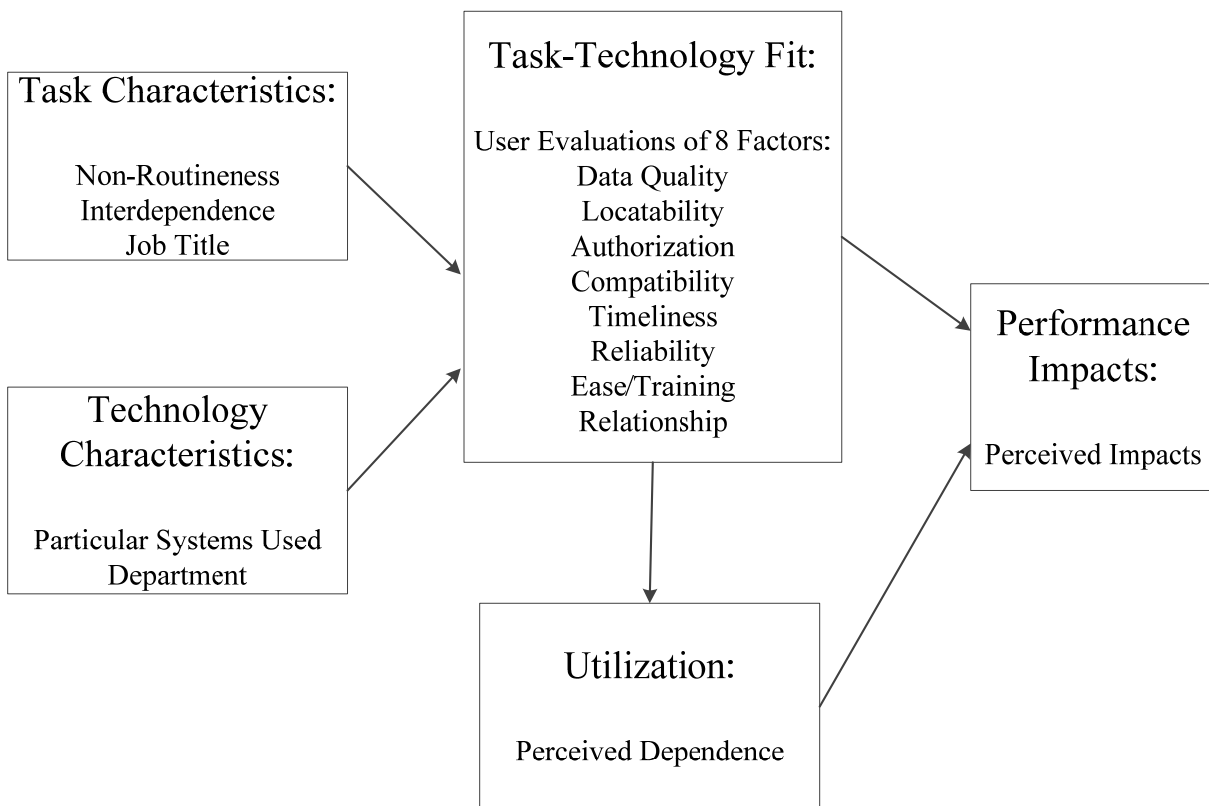 Task Characteristics:
Non-Routineness
Interdependence
Job Title
Technology
Characteristics:
Particular Systems Used
Department
Task-Technology Fit:
User Evaluations of 8 Factors:
Data Quality
Locatability
Authorization
Compatibility
Timeliness
Reliability
Ease/Training
Relationship
Utilization:
Perceived Dependence
Performance
Impacts:
Perceived Impacts